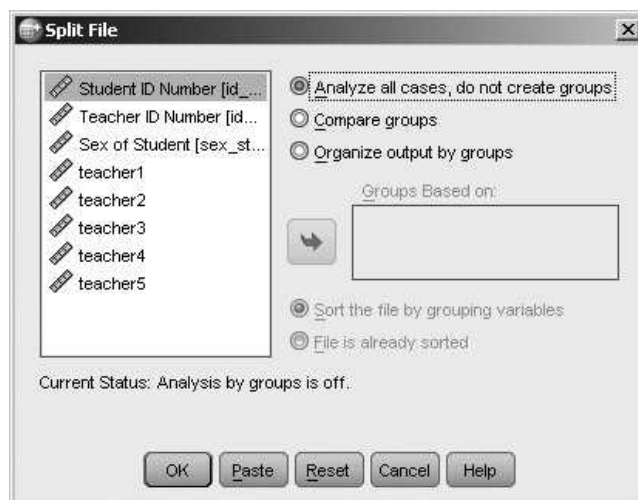 Split File
Student ID Number [id_...
Teacher ID Number [id...
Sex of Student [sex_st...
teacher1
teacher2
teacher3
teacher4
teacher5
Analyze all cases, do not create groups
Compare groups
Organize output by groups
Groups Based on:
Sort the file by grouping variables
File is already sorted
Current Status: Analysis by groups is off.
OK
Paste
Reset
Cancel
Help